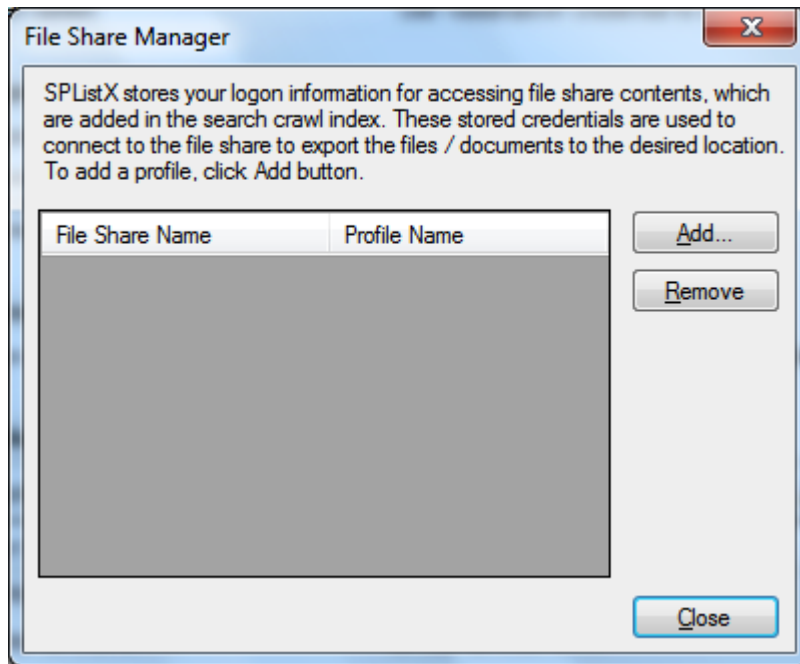 File Share Manager
SPListX stores your logon information for accessing file share contents, which
are added in the search crawl index. These stored credentials are used to
connect to the file share to export the files / documents to the desired location.
To add a profile, click Add button.
File Share Name Profile Name
Add...
Remove
Close